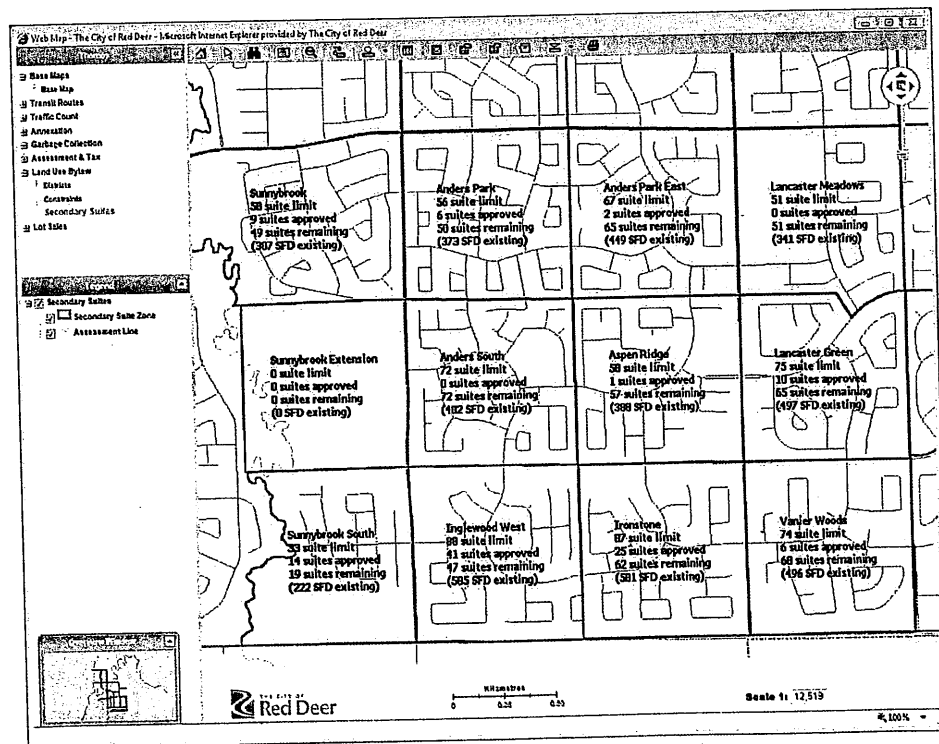 Web Map - The City of Red Deer - Microsoft Internet Explorer provided by The City of Red Deer
Base Maps
Base Map
Transit Routes
Traffic Count
Annexation
Garbage Collection
Assessment & Tax
Land Use Bylaw
Districts
Constraints
Secondary Suites
Lot Sales
Secondary Suites
Secondary Suite Zone
Assessment Line
Sunnybrook
58 suite limit
9 suites approved
49 suites remaining
(307 SFD existing)
Anders Park
56 suite limit
6 suites approved
50 suites remaining
(373 SFD existing)
Anders Park East
67 suite limit
2 suites approved
65 suites remaining
(449 SFD existing)
Lancaster Meadows
51 suite limit
0 suites approved
51 suites remaining
(341 SFD existing)
Sunnybrook Extension
0 suite limit
0 suites approved
0 suites remaining
(0 SFD existing)
Anders South
72 suite limit
0 suites approved
72 suites remaining
(482 SFD existing)
Aspen Ridge
58 suite limit
1 suites approved
57 suites remaining
(388 SFD existing)
Lancaster Green
75 suite limit
10 suites approved
65 suites remaining
(497 SFD existing)
Sunnybrook South
33 suite limit
14 suites approved
19 suites remaining
(222 SFD existing)
Inglewood West
88 suite limit
41 suites approved
47 suites remaining
(585 SFD existing)
Ironstone
87 suite limit
25 suites approved
62 suites remaining
(581 SFD existing)
Vanier Woods
74 suite limit
6 suites approved
68 suites remaining
(496 SFD existing)
THE CITY OF
Red Deer
Kilometres
0
Scale 1: 12,513
100%